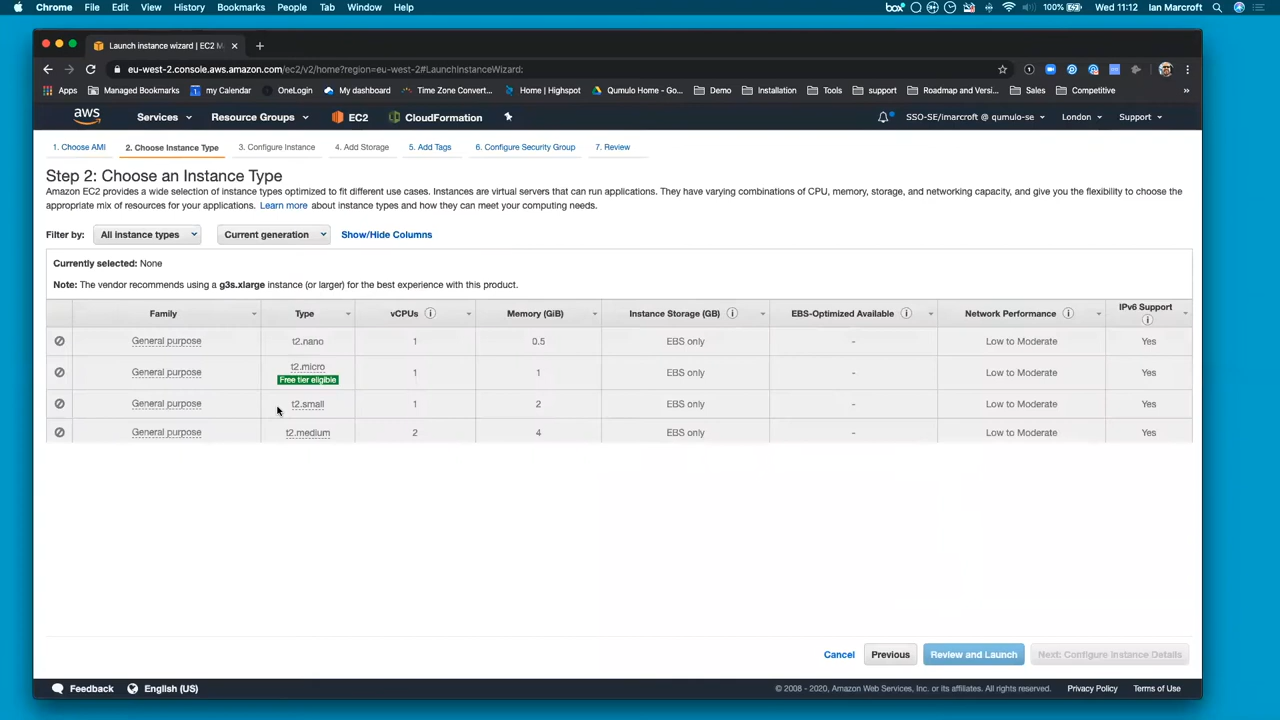 Chrome File Edit View History Bookmarks People Tab Window Help box 100% Wed 11:12 Ian Marcroft
Launch instance wizard | EC2 M
eu-west-2.console.aws.amazon.com/ec2/v2/home?region=eu-west-2#LaunchInstanceWizard:
Apps Managed Bookmarks my Calendar OneLogin My dashboard Time Zone Convert... Home | Highspot Qumulo Home - Go... Demo Installation Tools support Roadmap and Versi... Sales Competitive »
aws Services Resource Groups EC2 CloudFormation SSO-SE/imarcroft @ qumulo-se London Support
1. Choose AMI 2. Choose Instance Type 3. Configure Instance 4. Add Storage 5. Add Tags 6. Configure Security Group 7. Review
Step 2: Choose an Instance Type
Amazon EC2 provides a wide selection of instance types optimized to fit different use cases. Instances are virtual servers that can run applications. They have varying combinations of CPU, memory, storage, and networking capacity, and give you the flexibility to choose the
appropriate mix of resources for your applications. Learn more about instance types and how they can meet your computing needs.
Filter by: All instance types Current generation Show/Hide Columns
Currently selected: None
Note: The vendor recommends using a g3s.xlarge instance (or larger) for the best experience with this product.
Family Type vCPUs Memory (GiB) Instance Storage (GB) EBS-Optimized Available Network Performance IPv6 Support
General purpose t2.nano 1 0.5 EBS only - Low to Moderate Yes
General purpose t2.micro 1 1 EBS only - Low to Moderate Yes
Free tier eligible
General purpose t2.small 1 2 EBS only - Low to Moderate Yes
General purpose t2.medium 2 4 EBS only - Low to Moderate Yes
Cancel Previous Review and Launch Next: Configure Instance Details
Feedback English (US) © 2008 - 2020, Amazon Web Services, Inc. or its affiliates. All rights reserved. Privacy Policy Terms of Use